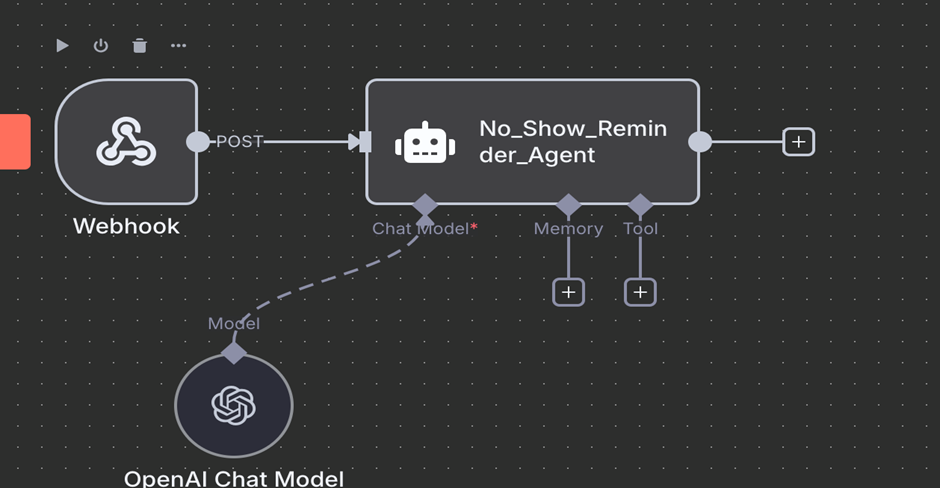 POST
No_Show_Remin
der_Agent
Webhook
Chat Model*
Memory
Tool
Model
OpenAI Chat Model